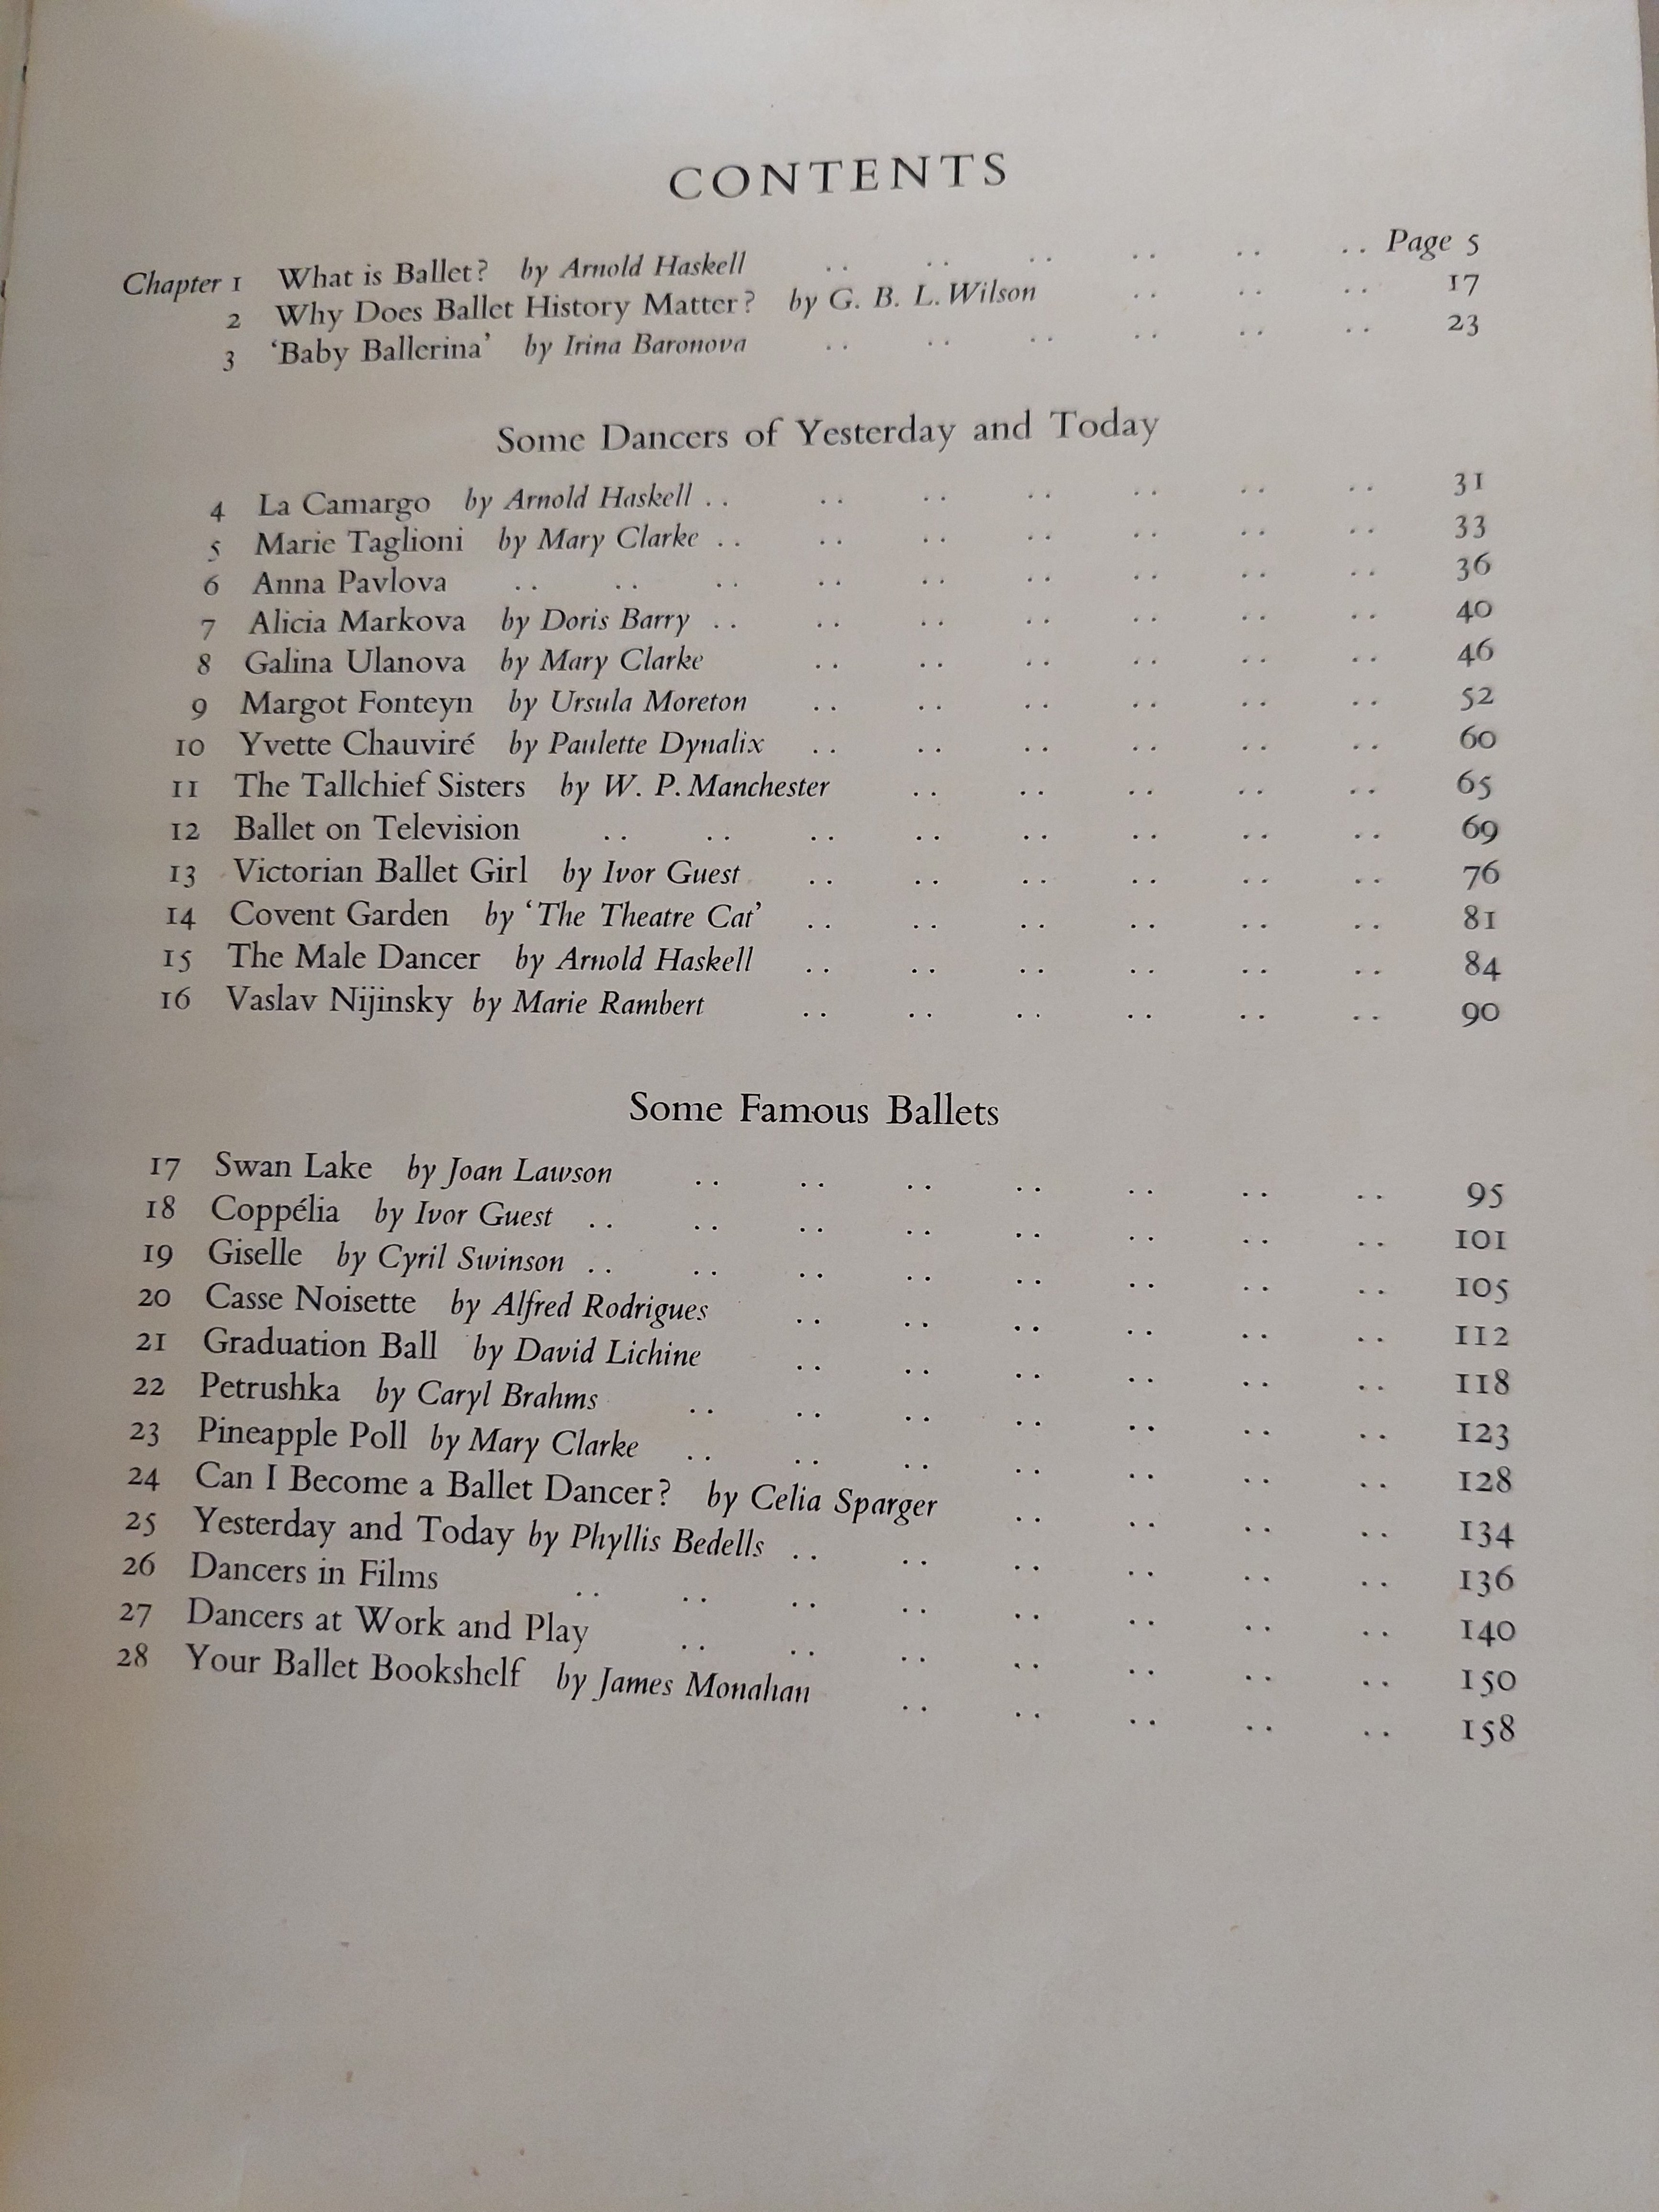 CONTENTS
Chapter 1 What is Ballet? by Arnold Haskell .. .. .. .. .. .. Page 5
2 Why Does Ballet History Matter? by G. B. L. Wilson .. .. .. 17
3 ‘Baby Ballerina’ by Irina Baronova .. .. .. .. .. .. 23
Some Dancers of Yesterday and Today
4 La Camargo by Arnold Haskell .. .. .. .. .. .. .. 31
5 Marie Taglioni by Mary Clarke .. .. .. .. .. .. .. 33
6 Anna Pavlova .. .. .. .. .. .. .. .. .. 36
7 Alicia Markova by Doris Barry .. .. .. .. .. .. .. 40
8 Galina Ulanova by Mary Clarke .. .. .. .. .. .. 46
9 Margot Fonteyn by Ursula Moreton .. .. .. .. .. .. 52
10 Yvette Chauviré by Paulette Dynalix .. .. .. .. .. .. 60
11 The Tallchief Sisters by W. P. Manchester .. .. .. .. .. 65
12 Ballet on Television .. .. .. .. .. .. .. .. 69
13 Victorian Ballet Girl by Ivor Guest .. .. .. .. .. .. 76
14 Covent Garden by ‘The Theatre Cat’ .. .. .. .. .. .. 81
15 The Male Dancer by Arnold Haskell .. .. .. .. .. .. 84
16 Vaslav Nijinsky by Marie Rambert .. .. .. .. .. .. 90
Some Famous Ballets
17 Swan Lake by Joan Lawson .. .. .. .. .. .. .. 95
18 Coppélia by Ivor Guest .. .. .. .. .. .. .. .. 101
19 Giselle by Cyril Swinson .. .. .. .. .. .. .. .. 105
20 Casse Noisette by Alfred Rodrigues .. .. .. .. .. .. 112
21 Graduation Ball by David Lichine .. .. .. .. .. .. 118
22 Petrushka by Caryl Brahms .. .. .. .. .. .. .. 123
23 Pineapple Poll by Mary Clarke .. .. .. .. .. .. .. 128
24 Can I Become a Ballet Dancer? by Celia Sparger .. .. .. .. 134
25 Yesterday and Today by Phyllis Bedells .. .. .. .. .. .. 136
26 Dancers in Films .. .. .. .. .. .. .. .. 140
27 Dancers at Work and Play .. .. .. .. .. .. .. 150
28 Your Ballet Bookshelf by James Monahan .. .. .. .. .. 158